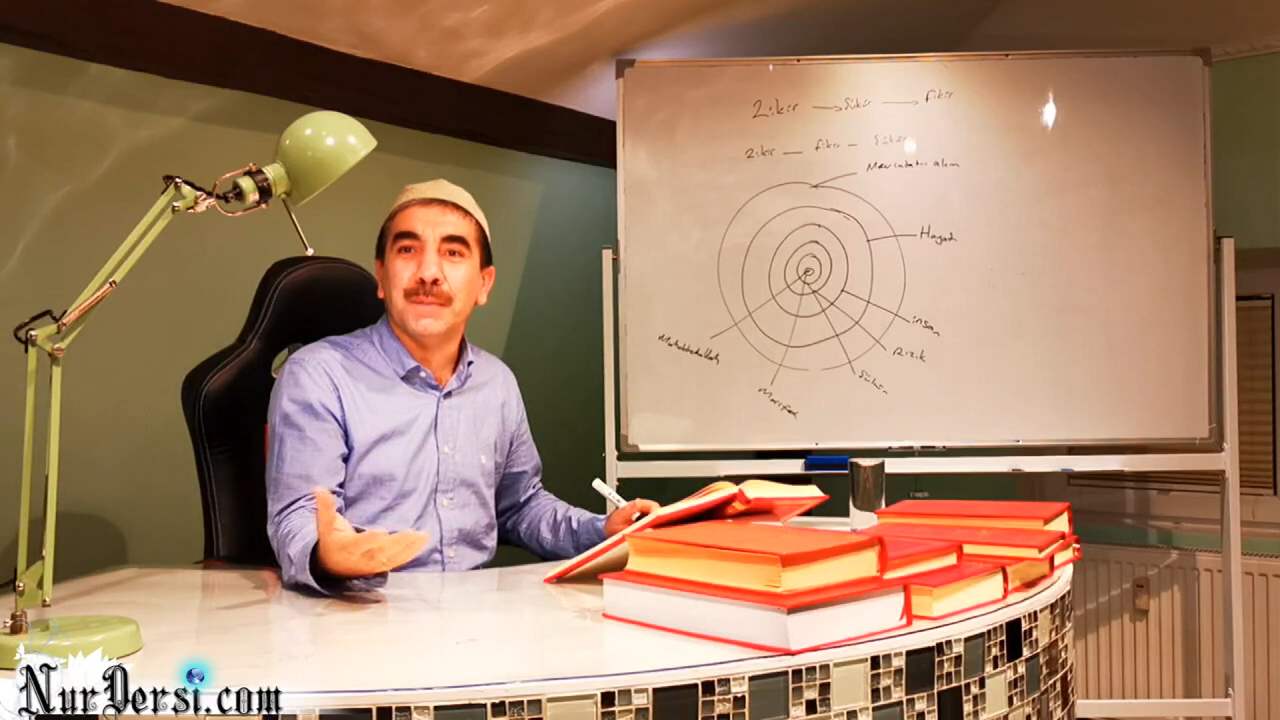 Zikir → Şükür → fikir
zikir — fikir — Şükür
Mevcudatı alem
Hayat
insan
Rızık
Şükür
Marifet
Muhabbetullah
NurDersi.com